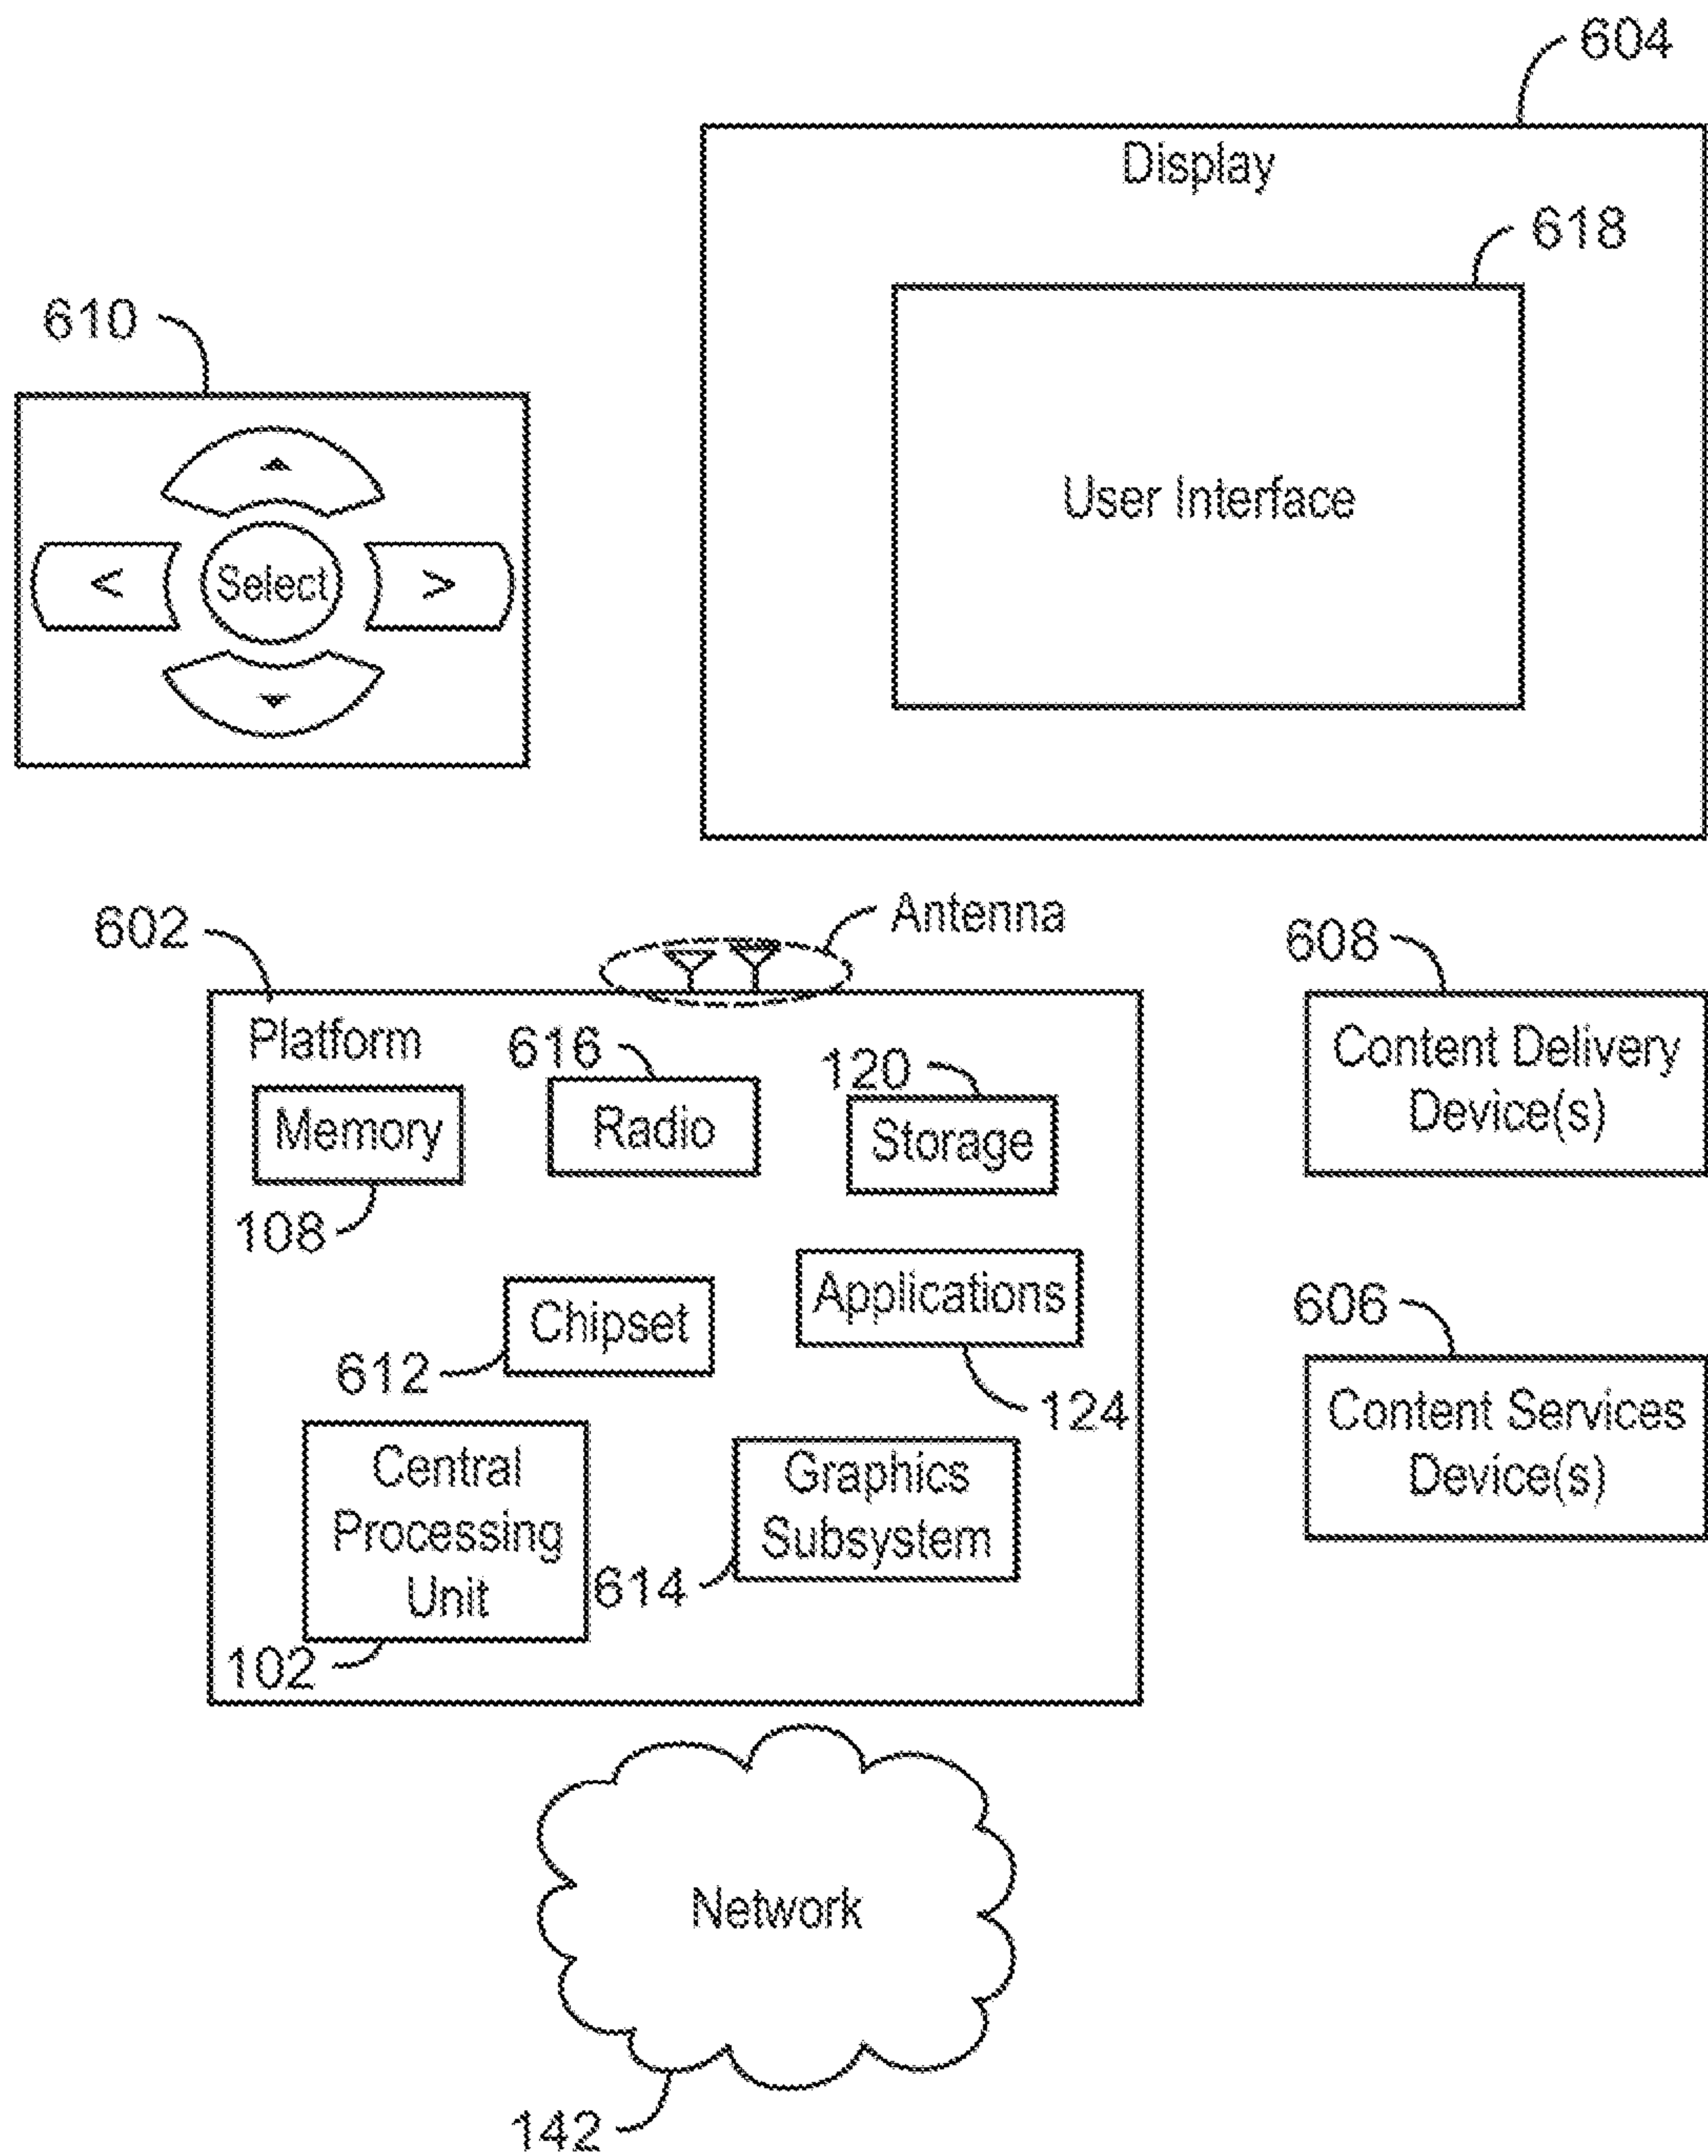 604
Display
618
User Interface
610
<
Select
>
602
Antenna
Platform
616
Radio
120
Storage
Memory
108
608
Content Delivery
Device(s)
Chipset
612
Applications
124
606
Content Services
Device(s)
Central
Processing
Unit
102
Graphics
Subsystem
614
Network
142